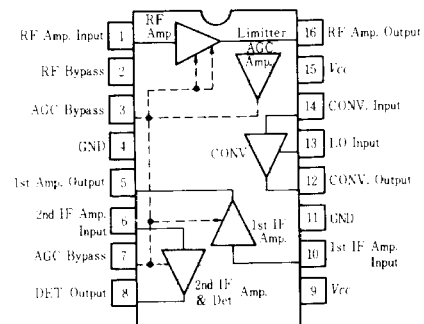 RF Amp. Input
1
RF Amp
Limitter
16
RF Amp. Output
RF Bypass
2
AGC Amp.
15
Vcc
AGC Bypass
3
14
CONV. Input
GND
4
CONV
13
LO Input
1st Amp. Output
5
12
CONV. Output
2nd IF Amp. Input
6
1st IF Amp.
11
GND
AGC Bypass
7
10
1st IF Amp. Input
DET Output
8
2nd IF & Det Amp.
9
Vcc